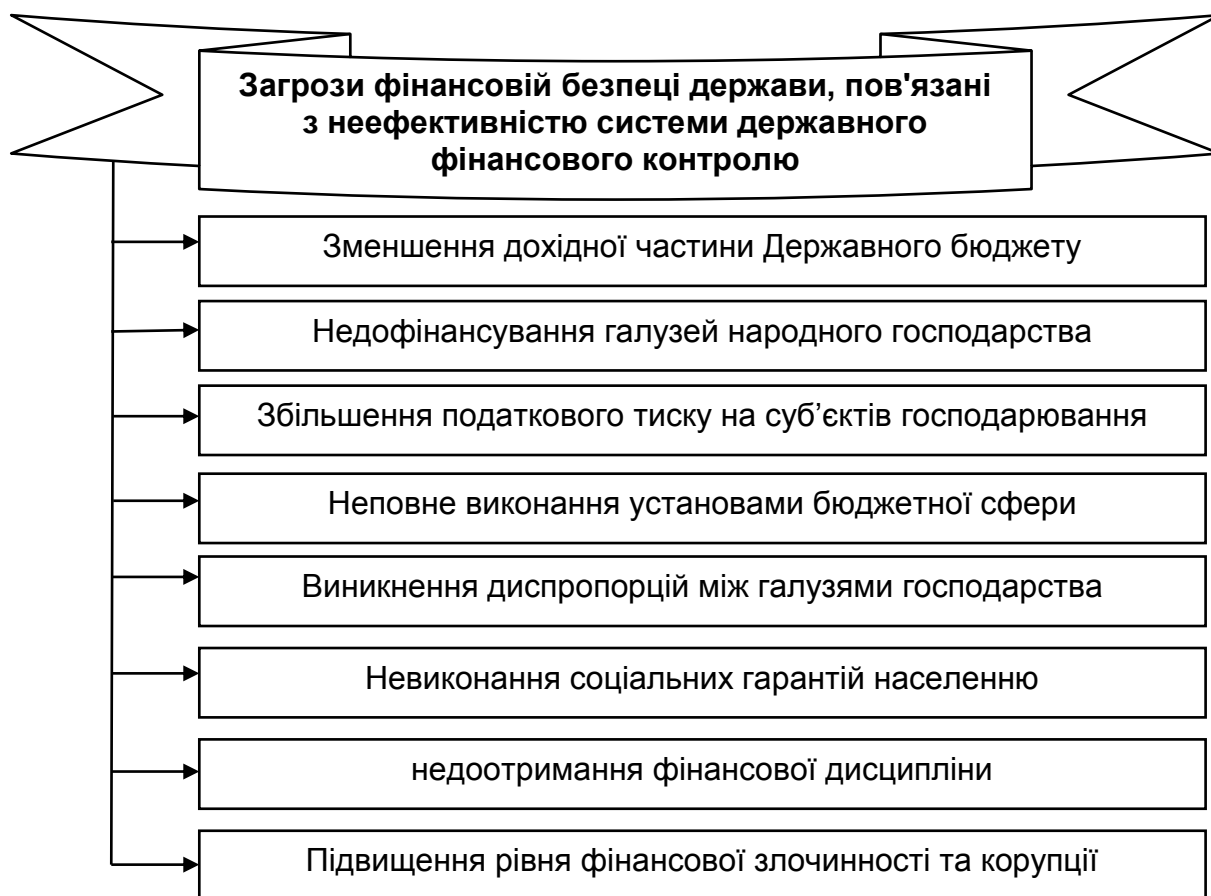 Загрози фінансовій безпеці держави, пов'язані
з неефективністю системи державного
фінансового контролю
Зменшення дохідної частини Державного бюджету
Недофінансування галузей народного господарства
Збільшення податкового тиску на суб’єктів господарювання
Неповне виконання установами бюджетної сфери
Виникнення диспропорцій між галузями господарства
Невиконання соціальних гарантій населенню
недоотримання фінансової дисципліни
Підвищення рівня фінансової злочинності та корупції